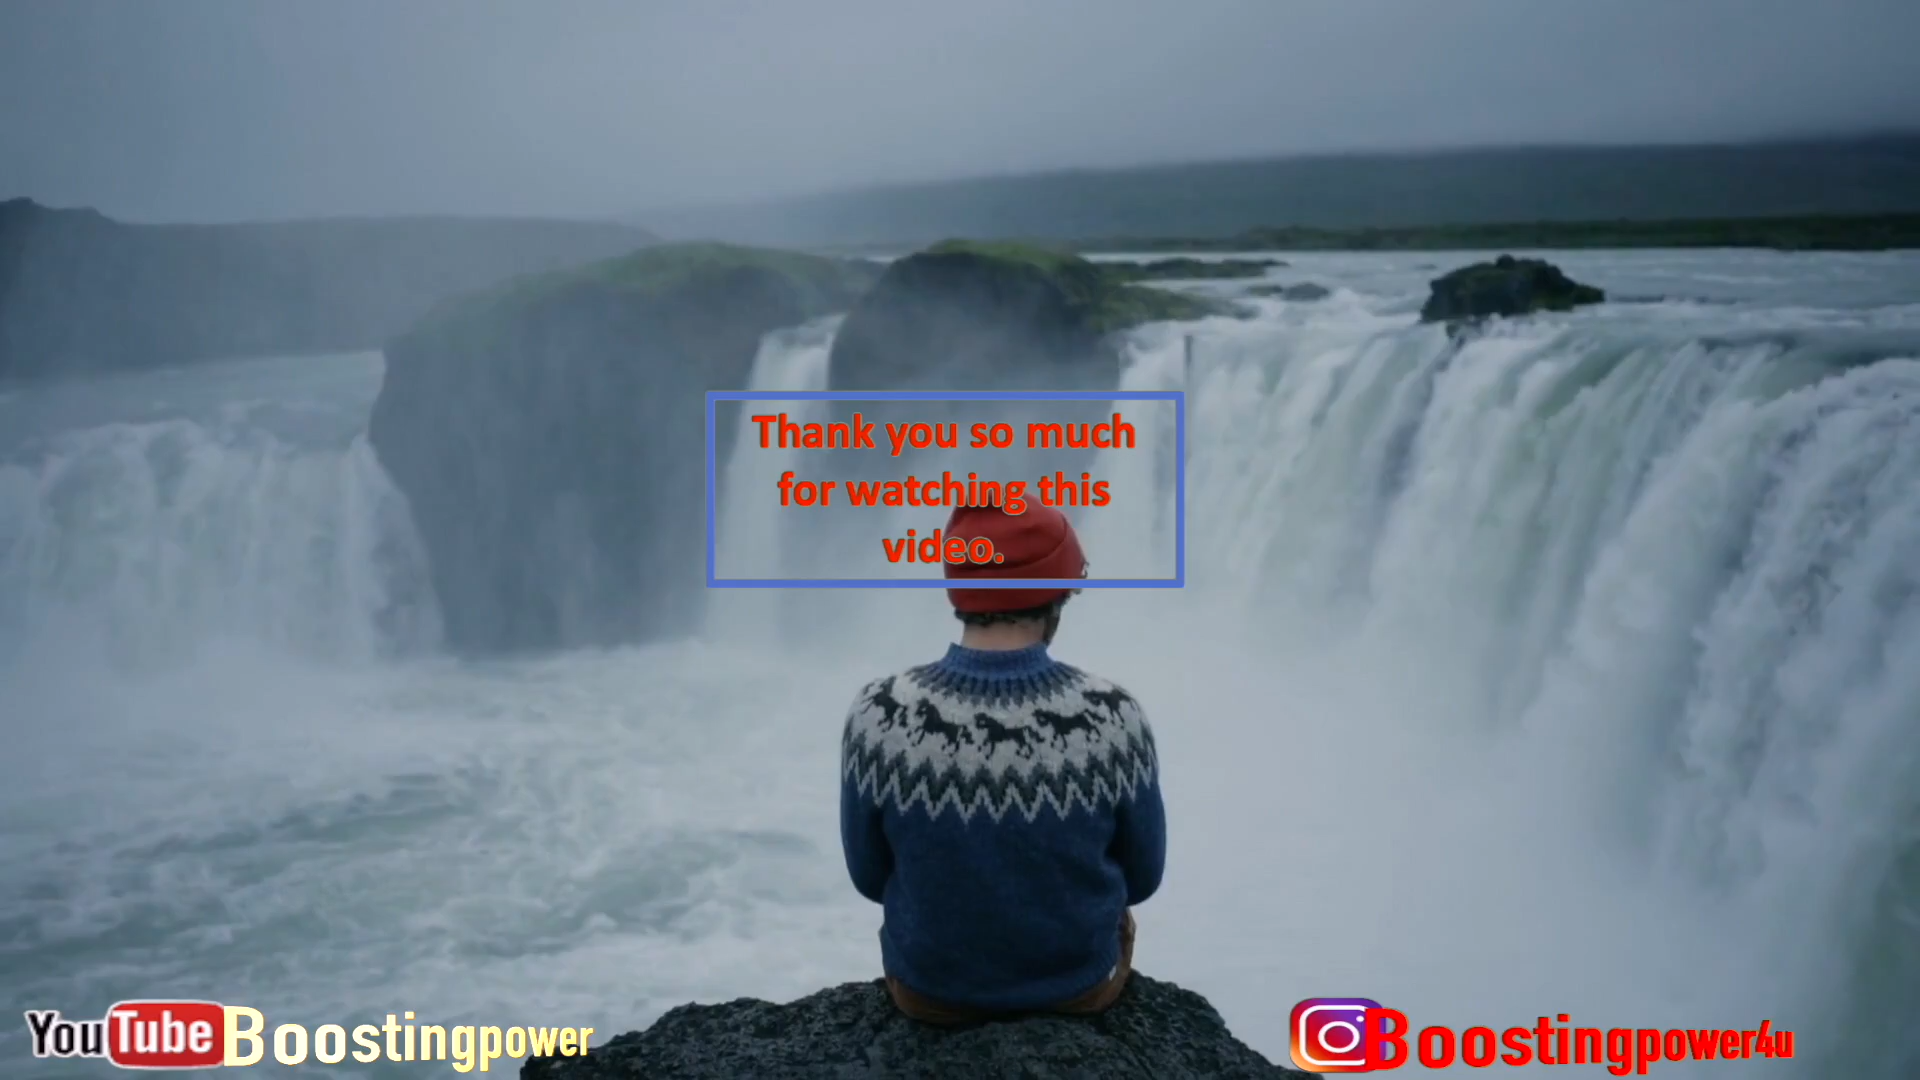 Thank you so much
for watching this
video.
YouTube Boostingpower
Boostingpower4u